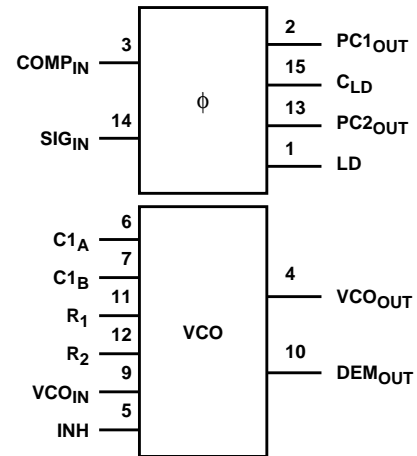 2
3
PC1OUT
COMPIN
15
CLD
φ
13
14
PC2OUT
SIGIN
1
LD
6
C1A
7
C1B
4
11
VCOOUT
R1
12
VCO
R2
10
9
DEMOUT
VCOIN
5
INH